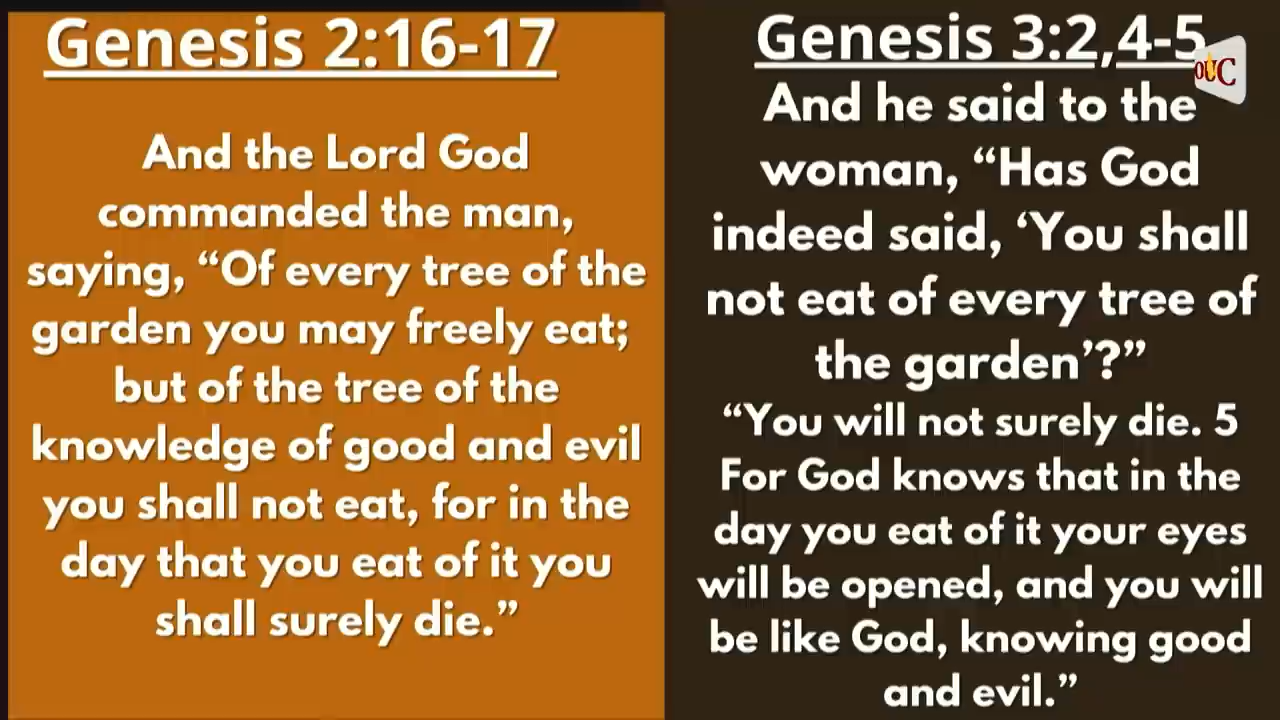 Genesis 2:16-17
And the Lord God
commanded the man,
saying, “Of every tree of the
garden you may freely eat;
but of the tree of the
knowledge of good and evil
you shall not eat, for in the
day that you eat of it you
shall surely die.”
Genesis 3:2,4-5
OUC
And he said to the
woman, “Has God
indeed said, ‘You shall
not eat of every tree of
the garden’?”
“You will not surely die. 5
For God knows that in the
day you eat of it your eyes
will be opened, and you will
be like God, knowing good
and evil.”